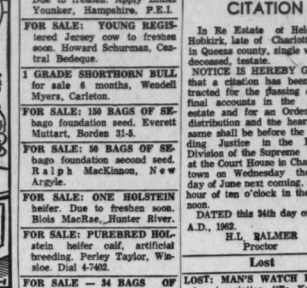 Due to freshen. Apply
Younker, Hampshire, P.E.I.
FOR SALE: YOUNG REGIS-
tered Jersey cow to freshen
soon. Howard Schurman, Cen-
tral Bedeque.
1 GRADE SHORTHORN BULL
for sale 6 months, Wendell
Myers, Carleton.
FOR SALE: 150 BAGS OF SE-
bago foundation seed. Everett
Muttart, Borden 31-5.
FOR SALE: 50 BAGS OF SE-
bago foundation second seed.
Ralph MacKinnon, New
Argyle.
FOR SALE: ONE HOLSTEIN
heifer. Due to freshen soon.
Blois MacRae, Hunter River.
FOR SALE: PUREBRED HOL-
stein heifer calf, artificial
breeding. Perley Taylor, Win-
sloe. Dial 4-7402.
FOR SALE — 34 BAGS OF
CITATION
In Re Estate of
Hobkirk, late of Charlott
in Queens county, single
deceased, testate.
NOTICE IS HEREBY G
that a citation has been
tracted for the passing
final accounts in the
estate and for an Order
distribution and the hear
same shall be before the
ding Justice in the
Division of the Supreme
at the Court House in Cha
town on Wednesday the
day of June next coming,
hour of ten o'clock in the
noon.
DATED this 24th day o
A.D., 1962.
H.L. PALMER
Proctor
Lost
LOST: MAN'S WATCH